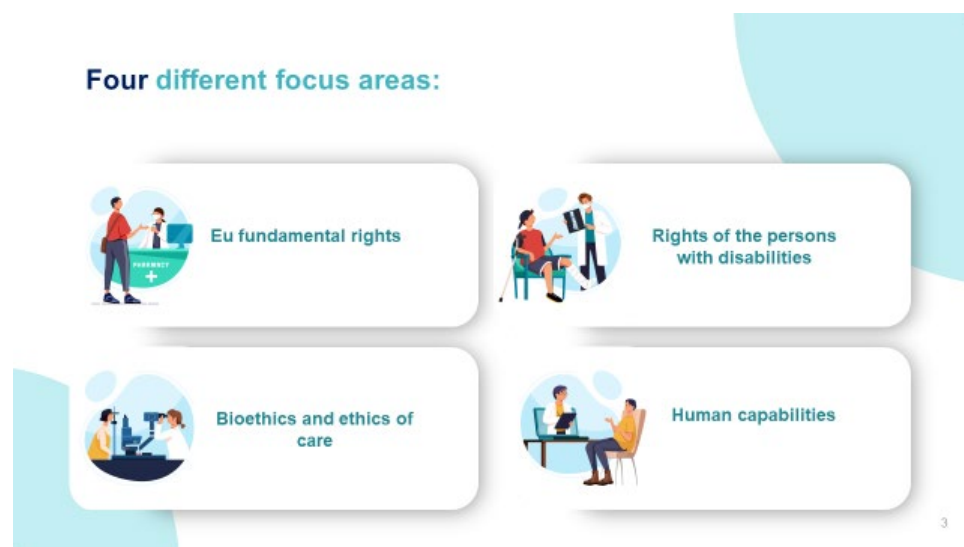 Four different focus areas:
Eu fundamental rights
Rights of the persons
with disabilities
PHARMACY
Bioethics and ethics of
care
Human capabilities
3